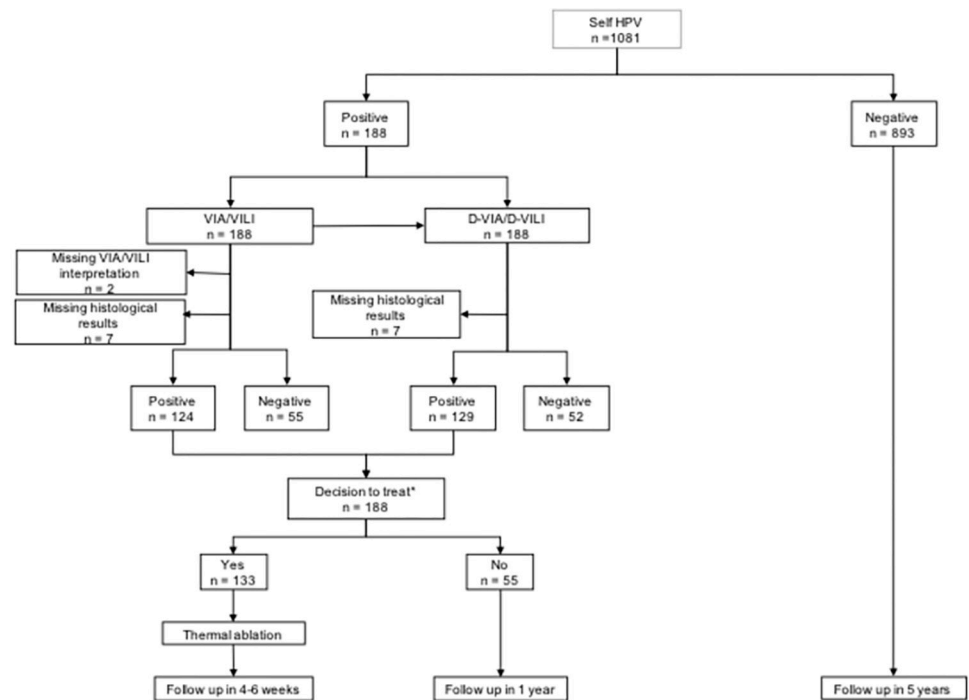 Self HPV
n =1081
Positive
n = 188
Negative
n = 893
VIA/VILI
n = 188
D-VIA/D-VILI
n = 188
Missing VIA/VILI
interpretation
n = 2
Missing histological
results
n = 7
Missing histological
results
n = 7
Positive
n = 124
Negative
n = 55
Positive
n = 129
Negative
n = 52
Decision to treat*
n = 188
Yes
n = 133
No
n = 55
Thermal ablation
Follow up in 4-6 weeks
Follow up in 1 year
Follow up in 5 years